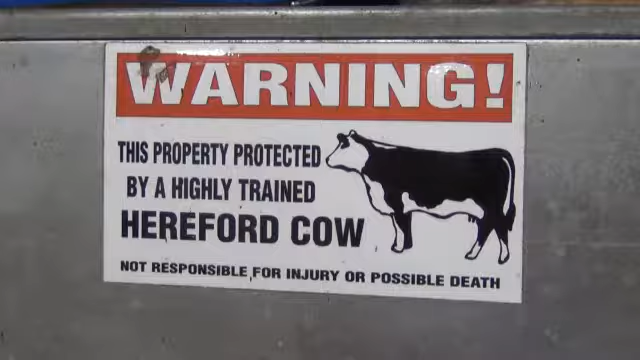 WARNING!
THIS PROPERTY PROTECTED
BY A HIGHLY TRAINED
HEREFORD COW
NOT RESPONSIBLE FOR INJURY OR POSSIBLE DEATH